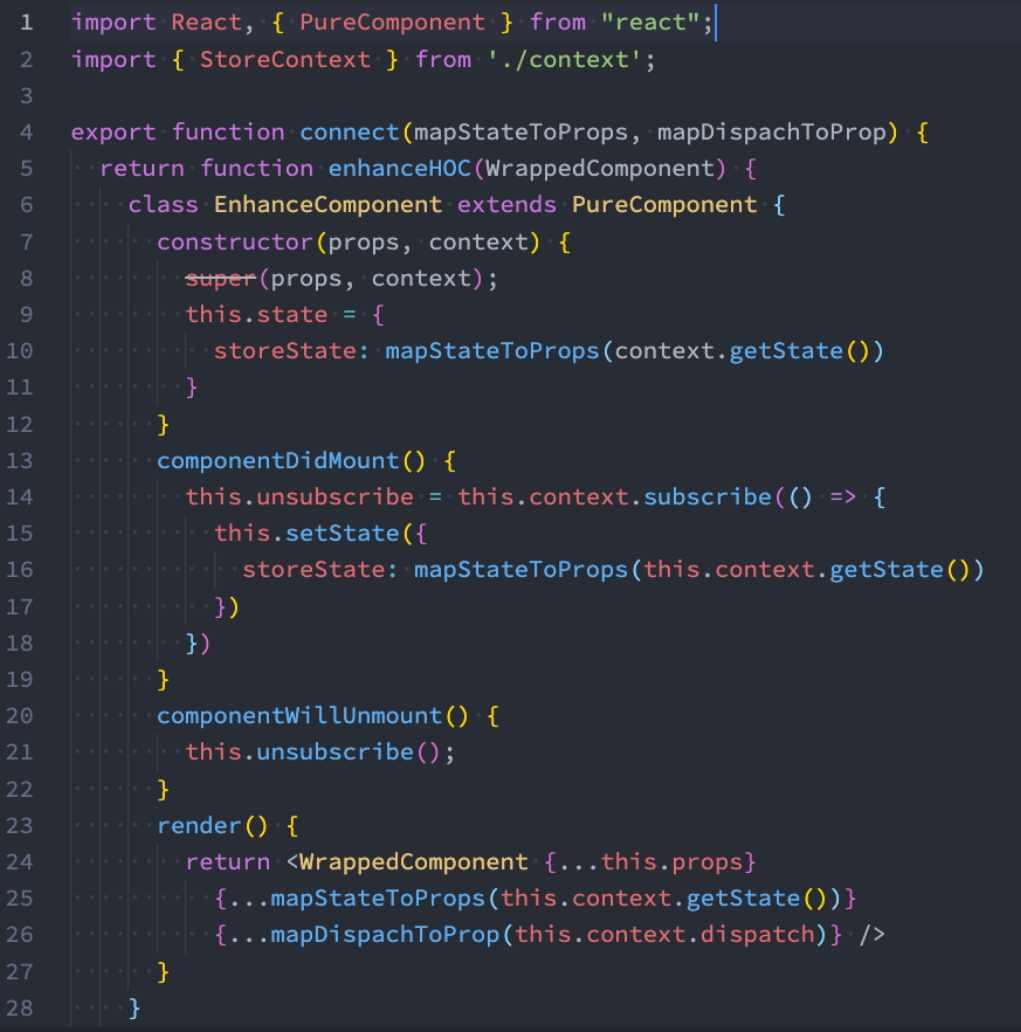 1 import React, { PureComponent } from "react";
2 import { StoreContext } from './context';
3
4 export function connect(mapStateToProps, mapDispachToProp) {
5   return function enhanceHOC(WrappedComponent) {
6     class EnhanceComponent extends PureComponent {
7       constructor(props, context) {
8         super(props, context);
9         this.state = {
10           storeState: mapStateToProps(context.getState())
11         }
12       }
13       componentDidMount() {
14         this.unsubscribe = this.context.subscribe(() => {
15           this.setState({
16             storeState: mapStateToProps(this.context.getState())
17           })
18         })
19       }
20       componentWillUnmount() {
21         this.unsubscribe();
22       }
23       render() {
24         return <WrappedComponent {...this.props}
25           {...mapStateToProps(this.context.getState())}
26           {...mapDispachToProp(this.context.dispatch)} />
27       }
28     }